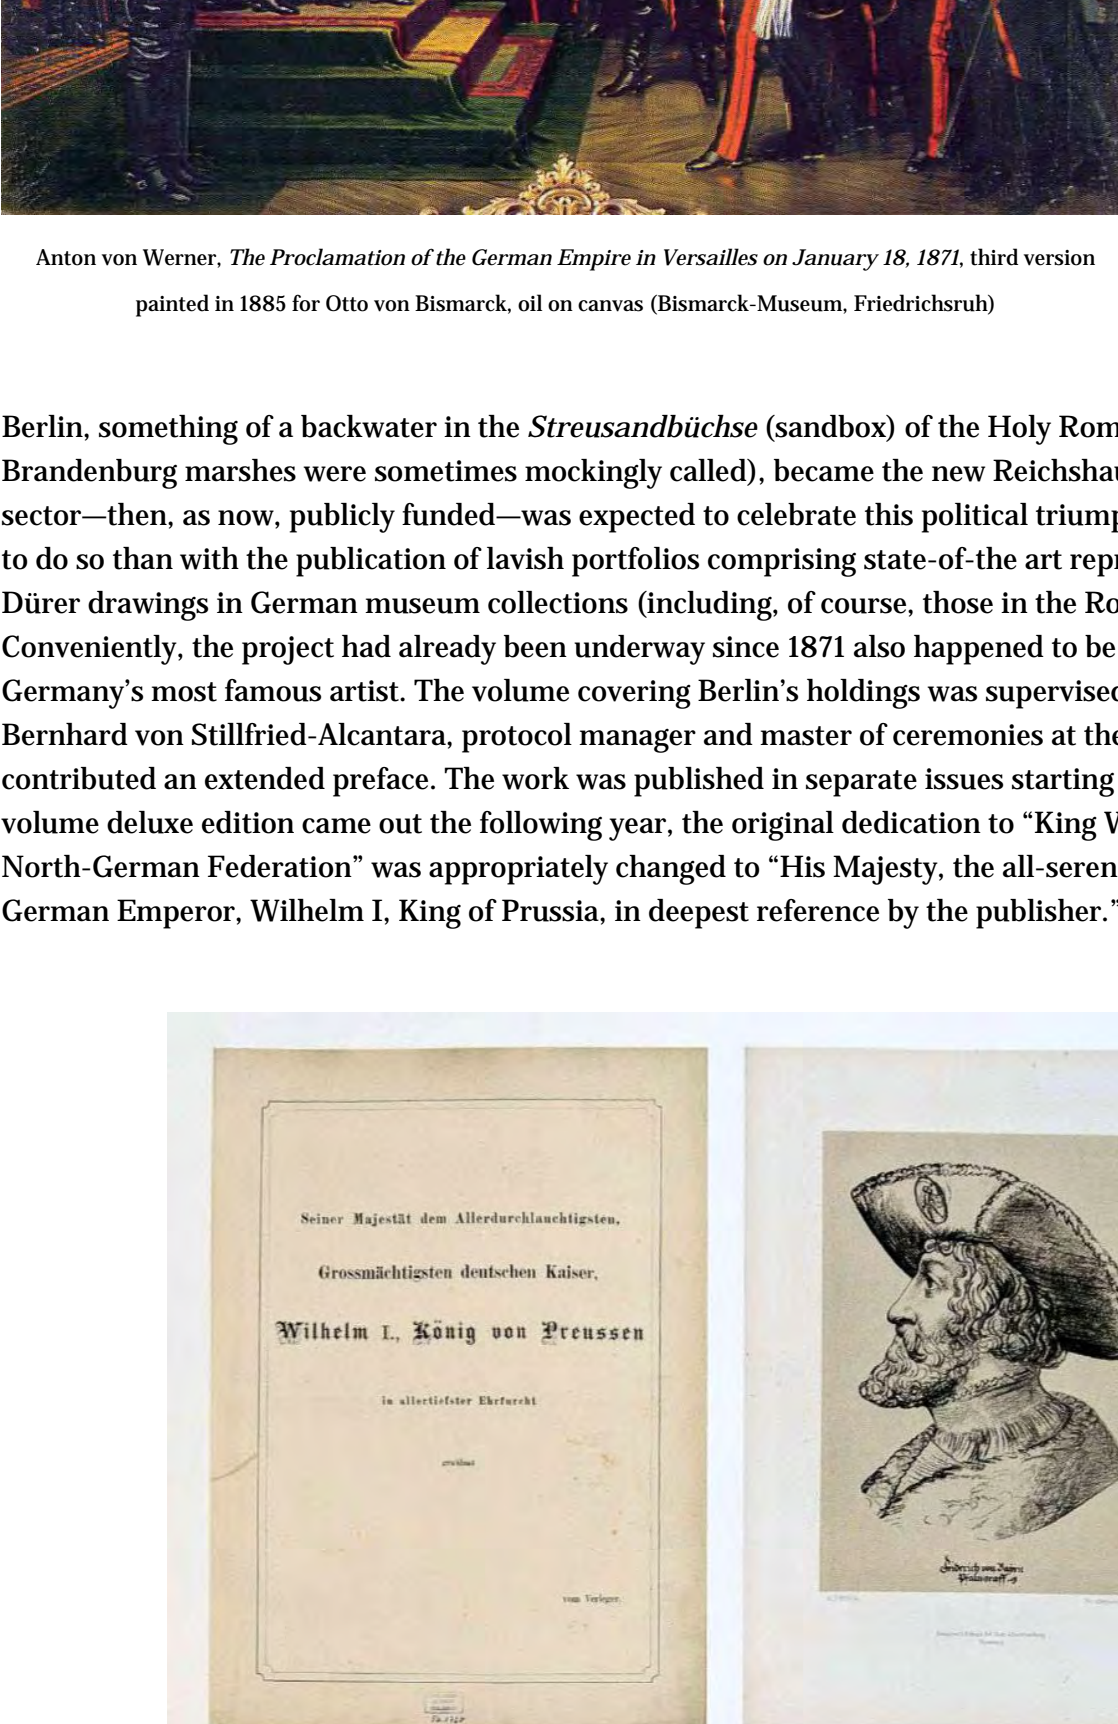 Anton von Werner, The Proclamation of the German Empire in Versailles on January 18, 1871, third version
painted in 1885 for Otto von Bismarck, oil on canvas (Bismarck-Museum, Friedrichsruh)
Berlin, something of a backwater in the Streusandbüchse (sandbox) of the Holy Rom
Brandenburg marshes were sometimes mockingly called), became the new Reichshau
sector—then, as now, publicly funded—was expected to celebrate this political triump
to do so than with the publication of lavish portfolios comprising state-of-the art repr
Dürer drawings in German museum collections (including, of course, those in the Ro
Conveniently, the project had already been underway since 1871 also happened to be
Germany’s most famous artist. The volume covering Berlin’s holdings was supervised
Bernhard von Stillfried-Alcantara, protocol manager and master of ceremonies at the
contributed an extended preface. The work was published in separate issues starting
volume deluxe edition came out the following year, the original dedication to “King
North-German Federation” was appropriately changed to “His Majesty, the all-seren
German Emperor, Wilhelm I, King of Prussia, in deepest reference by the publisher.”
Seiner Majestät dem Allerdurchlauchtigsten,
Grossmächtigsten deutschen Kaiser,
Wilhelm I., König von Preussen
in allertiefster Ehrfurcht
vom Verleger.